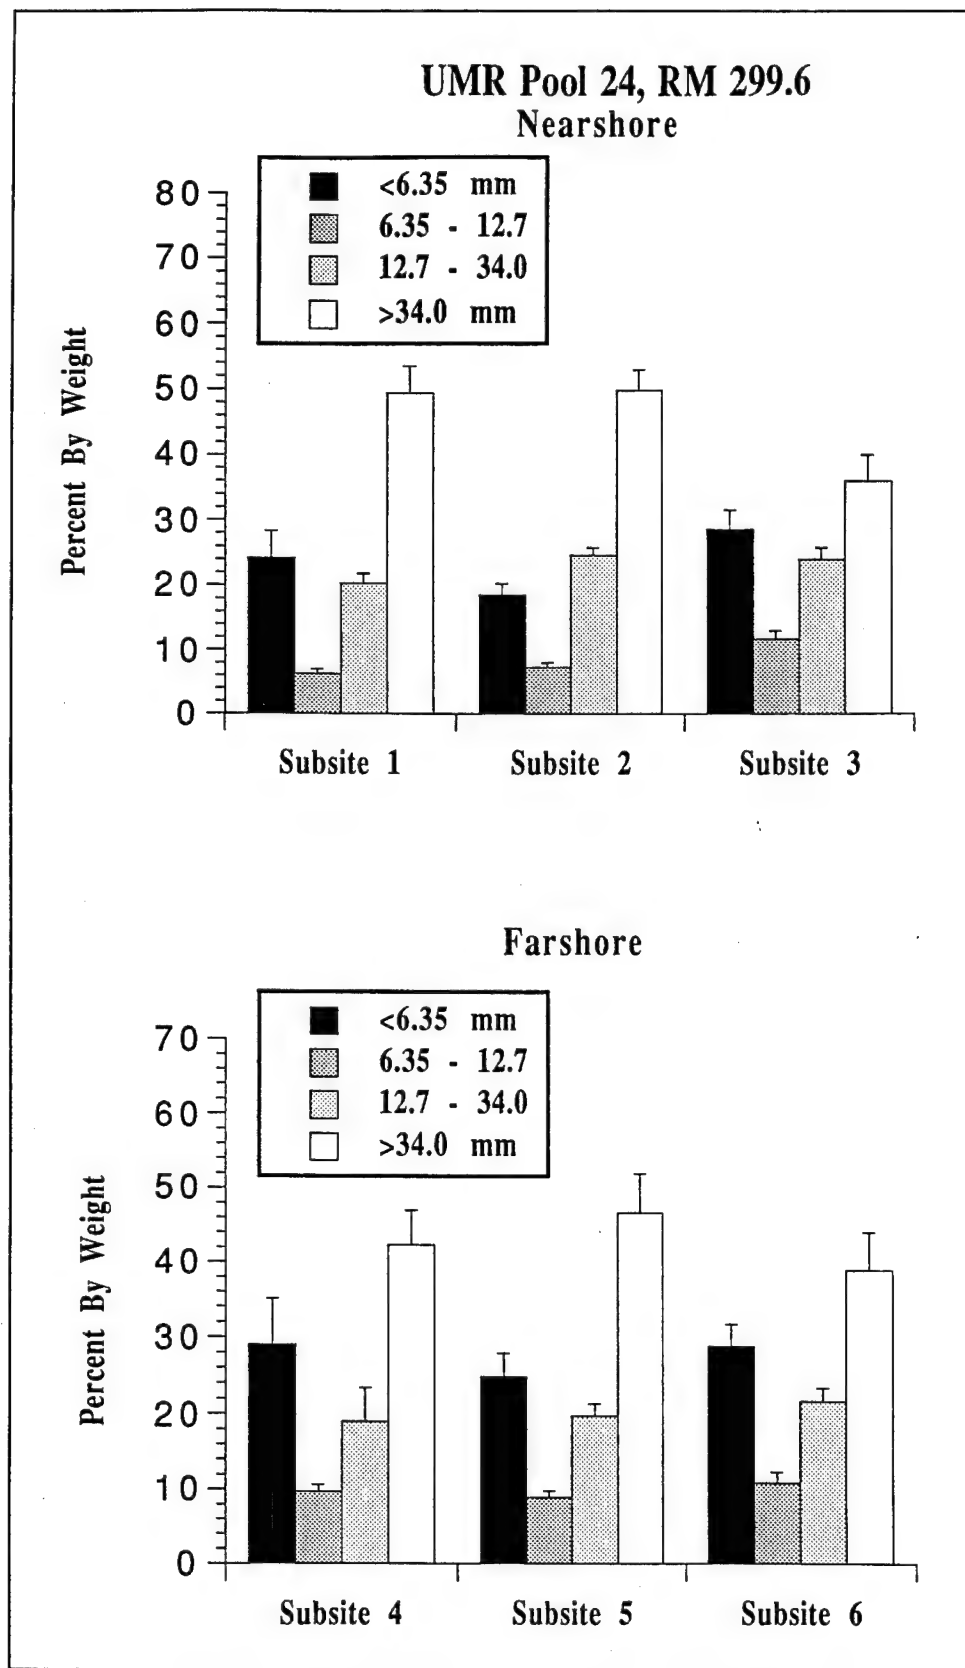 UMR Pool 24, RM 299.6
Nearshore
<6.35 mm
6.35 - 12.7
12.7 - 34.0
>34.0 mm
80
70
60
50
40
30
20
10
0
Percent By Weight
Subsite 1 Subsite 2 Subsite 3
Farshore
<6.35 mm
6.35 - 12.7
12.7 - 34.0
>34.0 mm
70
60
50
40
30
20
10
0
Percent By Weight
Subsite 4 Subsite 5 Subsite 6